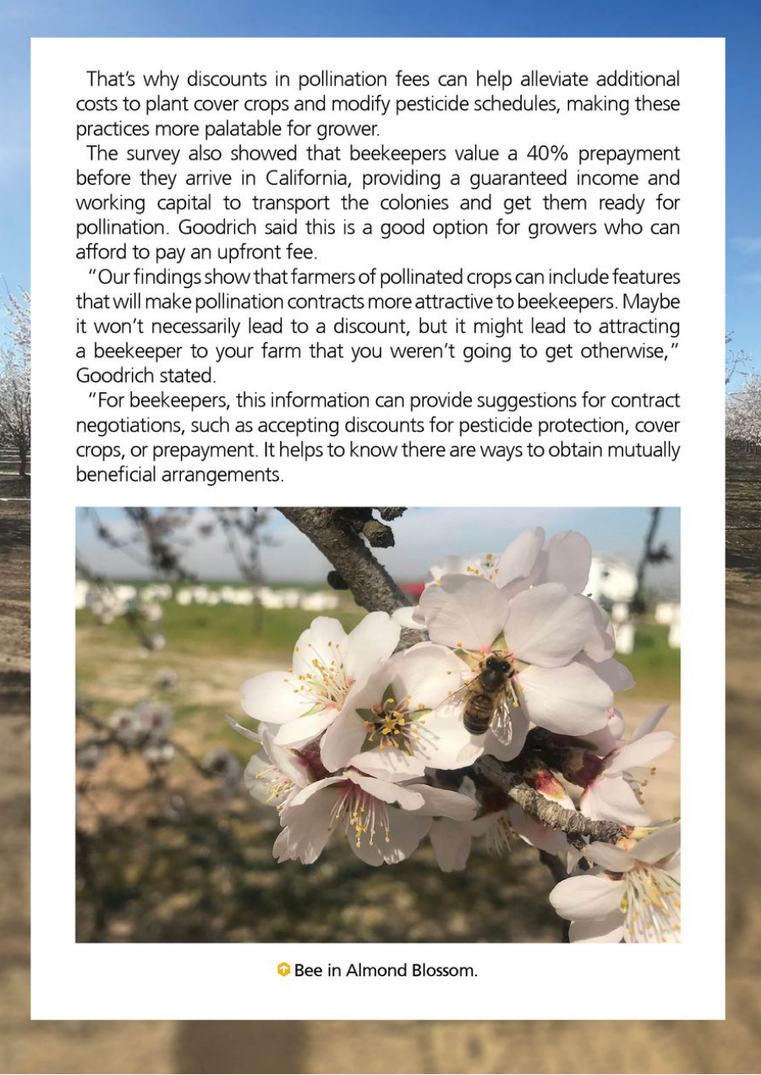 That's why discounts in pollination fees can help alleviate additional
costs to plant cover crops and modify pesticide schedules, making these
practices more palatable for grower.
The survey also showed that beekeepers value a 40% prepayment
before they arrive in California, providing a guaranteed income and
working capital to transport the colonies and get them ready for
pollination. Goodrich said this is a good option for growers who can
afford to pay an upfront fee.
“Our findings show that farmers of pollinated crops can include features
that will make pollination contracts more attractive to beekeepers. Maybe
it won't necessarily lead to a discount, but it might lead to attracting
a beekeeper to your farm that you weren't going to get otherwise,”
Goodrich stated.
“For beekeepers, this information can provide suggestions for contract
negotiations, such as accepting discounts for pesticide protection, cover
crops, or prepayment. It helps to know there are ways to obtain mutually
beneficial arrangements.
Bee in Almond Blossom.